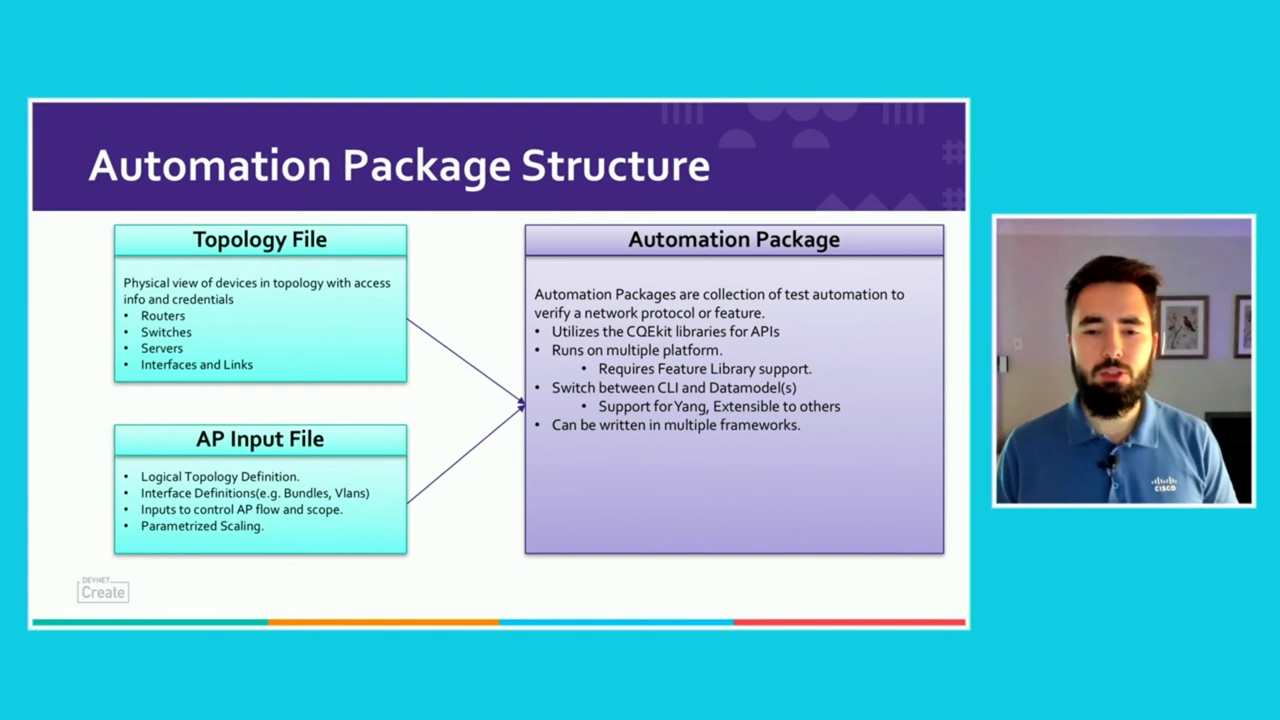 Automation Package Structure
Topology File
Physical view of devices in topology with access
info and credentials
• Routers
• Switches
• Servers
• Interfaces and Links
AP Input File
• Logical Topology Definition.
• Interface Definitions(e.g. Bundles, Vlans)
• Inputs to control AP flow and scope.
• Parametrized Scaling.
Automation Package
Automation Packages are collection of test automation to
verify a network protocol or feature.
• Utilizes the CQEkit libraries for APIs
• Runs on multiple platform.
• Requires Feature Library support.
• Switch between CLI and Datamodel(s)
• Support for Yang, Extensible to others
• Can be written in multiple frameworks.
DEVNET
Create
CISCO